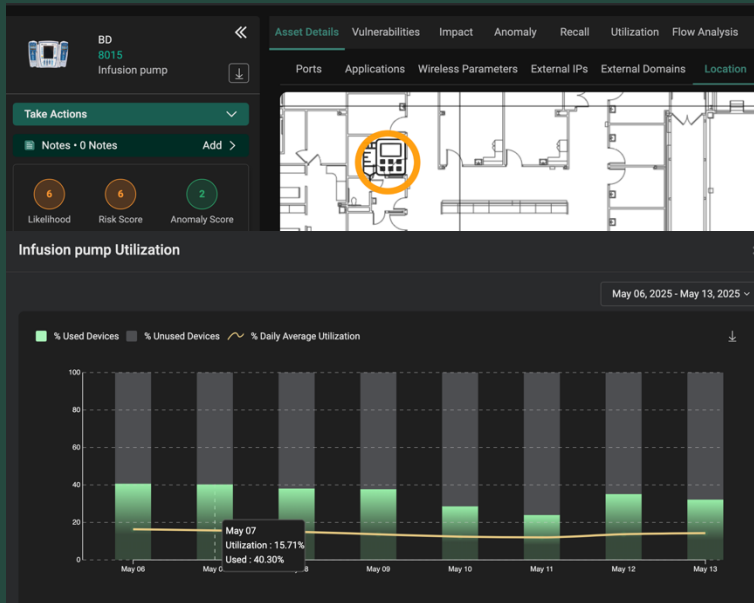 BD
8015
Infusion pump
Take Actions
Notes • 0 Notes Add >
6 6 2
Likelihood Risk Score Anomaly Score
Asset Details Vulnerabilities Impact Anomaly Recall Utilization Flow Analysis
Ports Applications Wireless Parameters External IPs External Domains Location
Infusion pump Utilization
May 06, 2025 - May 13, 2025
% Used Devices % Unused Devices % Daily Average Utilization
100
80
60
40
20
0
May 07
Utilization : 15.71%
Used : 40.30%
May 06 May 0 8 May 09 May 10 May 11 May 12 May 13